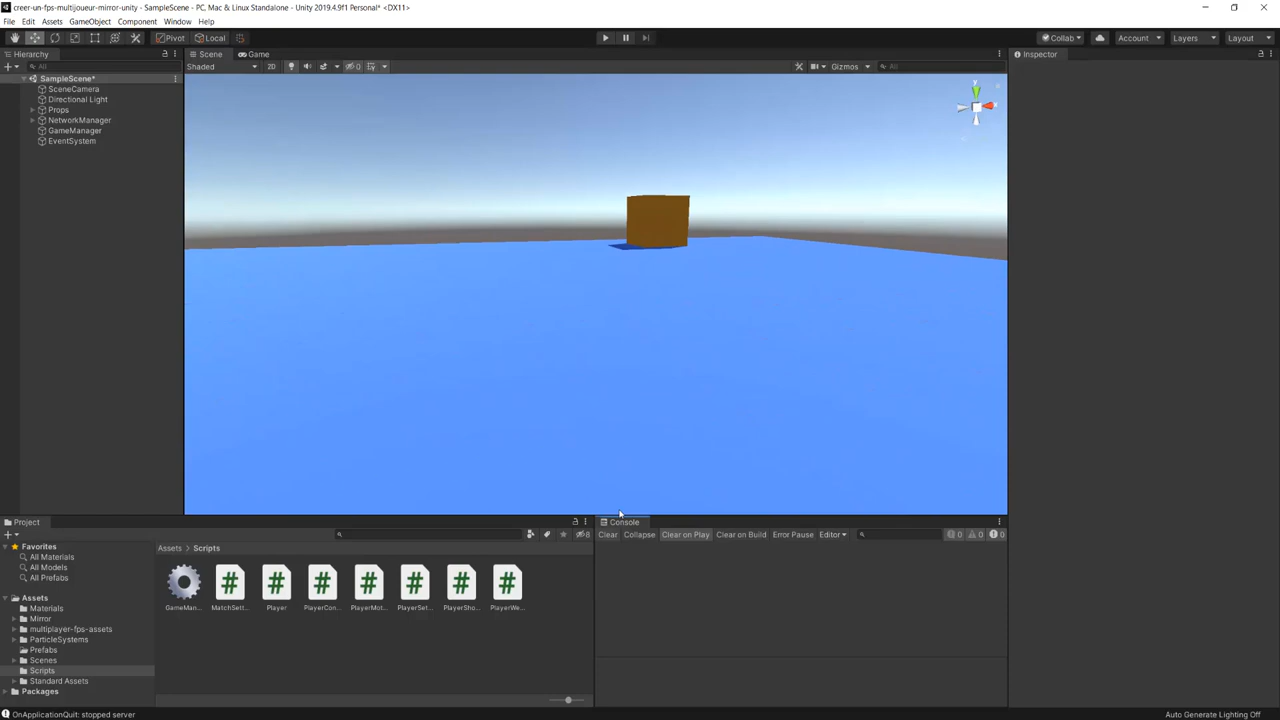 creer-un-fps-multijoueur-mirror-unity - SampleScene - PC, Mac & Linux Standalone - Unity 2019.4.9f1 Personal* <DX11>
File Edit Assets GameObject Component Window Help
Pivot Local Collab Account Layers Layout
Hierarchy
All
SampleScene*
SceneCamera
Directional Light
Props
NetworkManager
GameManager
EventSystem
Scene Game
Shaded 2D 0 Gizmos All
y
x
Inspector
Project
8
Favorites
All Materials
All Models
All Prefabs
Assets
Materials
Mirror
multiplayer-fps-assets
ParticleSystems
Prefabs
Scenes
Scripts
Standard Assets
Packages
Assets > Scripts
GameMan... MatchSett... Player PlayerCon... PlayerMot... PlayerSet... PlayerSho... PlayerWe...
Console
Clear Collapse Clear on Play Clear on Build Error Pause Editor 0 0 0
OnApplicationQuit: stopped server
Auto Generate Lighting Off